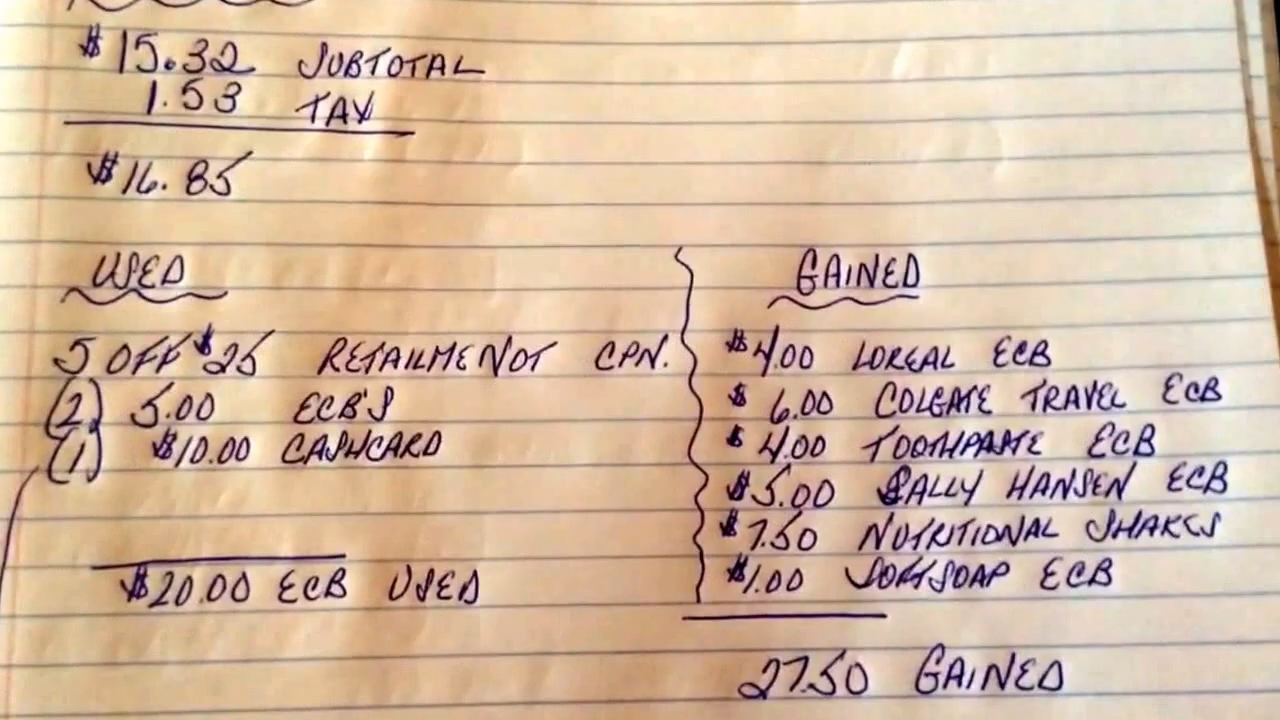 $15.32 SUBTOTAL
1.53 TAX
$16.85
USED
5 OFF $25 RETAILMENOT CPN.
(2) 5.00 ECB'S
(1) $10.00 CASHCARD
$20.00 ECB USED
GAINED
$4.00 LOREAL ECB
$6.00 COLGATE TRAVEL ECB
$4.00 TOOTHPASTE ECB
$5.00 SALLY HANSEN ECB
$7.50 NUTRITIONAL SHAKES
$1.00 SOFTSOAP ECB
27.50 GAINED